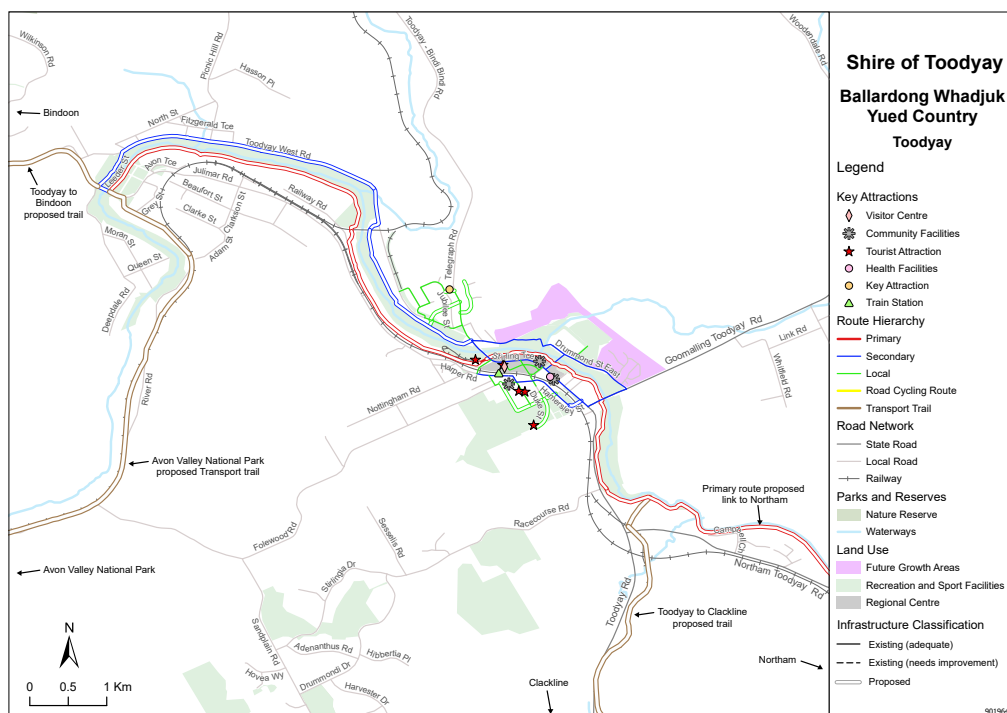 Wilkinson Rd
Picnic Hill Rd
Hasson Pl
Toodyay - Bindi Bindi Rd
Woodendale Rd
Bindoon
North St
Fitzgerald Tce
Toodyay West Rd
Leeder St
Avon Tce
Julimar Rd
Beaufort St
Railway Rd
Toodyay to
Bindoon
proposed trail
Grey St
Clarke St
Clarkson St
Adam St
Moran St
Queen St
Telegraph Rd
Jubilee St
Deepdale Rd
River Rd
Stirling Tce
Drummond St East
Goomalling Toodyay Rd
Link Rd
Whitfield Rd
Harper Rd
Nottingham Rd
Duke St
Hamersley St
Avon Valley National Park
proposed Transport trail
Primary route proposed
link to Northam
Folewood Rd
Sesselis Rd
Racecourse Rd
Campbell Ch
Northam Toodyay Rd
Avon Valley National Park
Stirlingia Dr
Toodyay Rd
Toodyay to Clackline
proposed trail
Sandplain Rd
Adenanthus Rd
Hibbertia Pl
Hovea Wy
Drummondi Dr
Harvester Dr
Northam
Clackline
N
0 0.5 1 Km
Shire of Toodyay
Ballardong Whadjuk
Yued Country
Toodyay
Legend
Key Attractions
Visitor Centre
Community Facilities
Tourist Attraction
Health Facilities
Key Attraction
Train Station
Route Hierarchy
Primary
Secondary
Local
Road Cycling Route
Transport Trail
Road Network
State Road
Local Road
Railway
Parks and Reserves
Nature Reserve
Waterways
Land Use
Future Growth Areas
Recreation and Sport Facilities
Regional Centre
Infrastructure Classification
Existing (adequate)
Existing (needs improvement)
Proposed